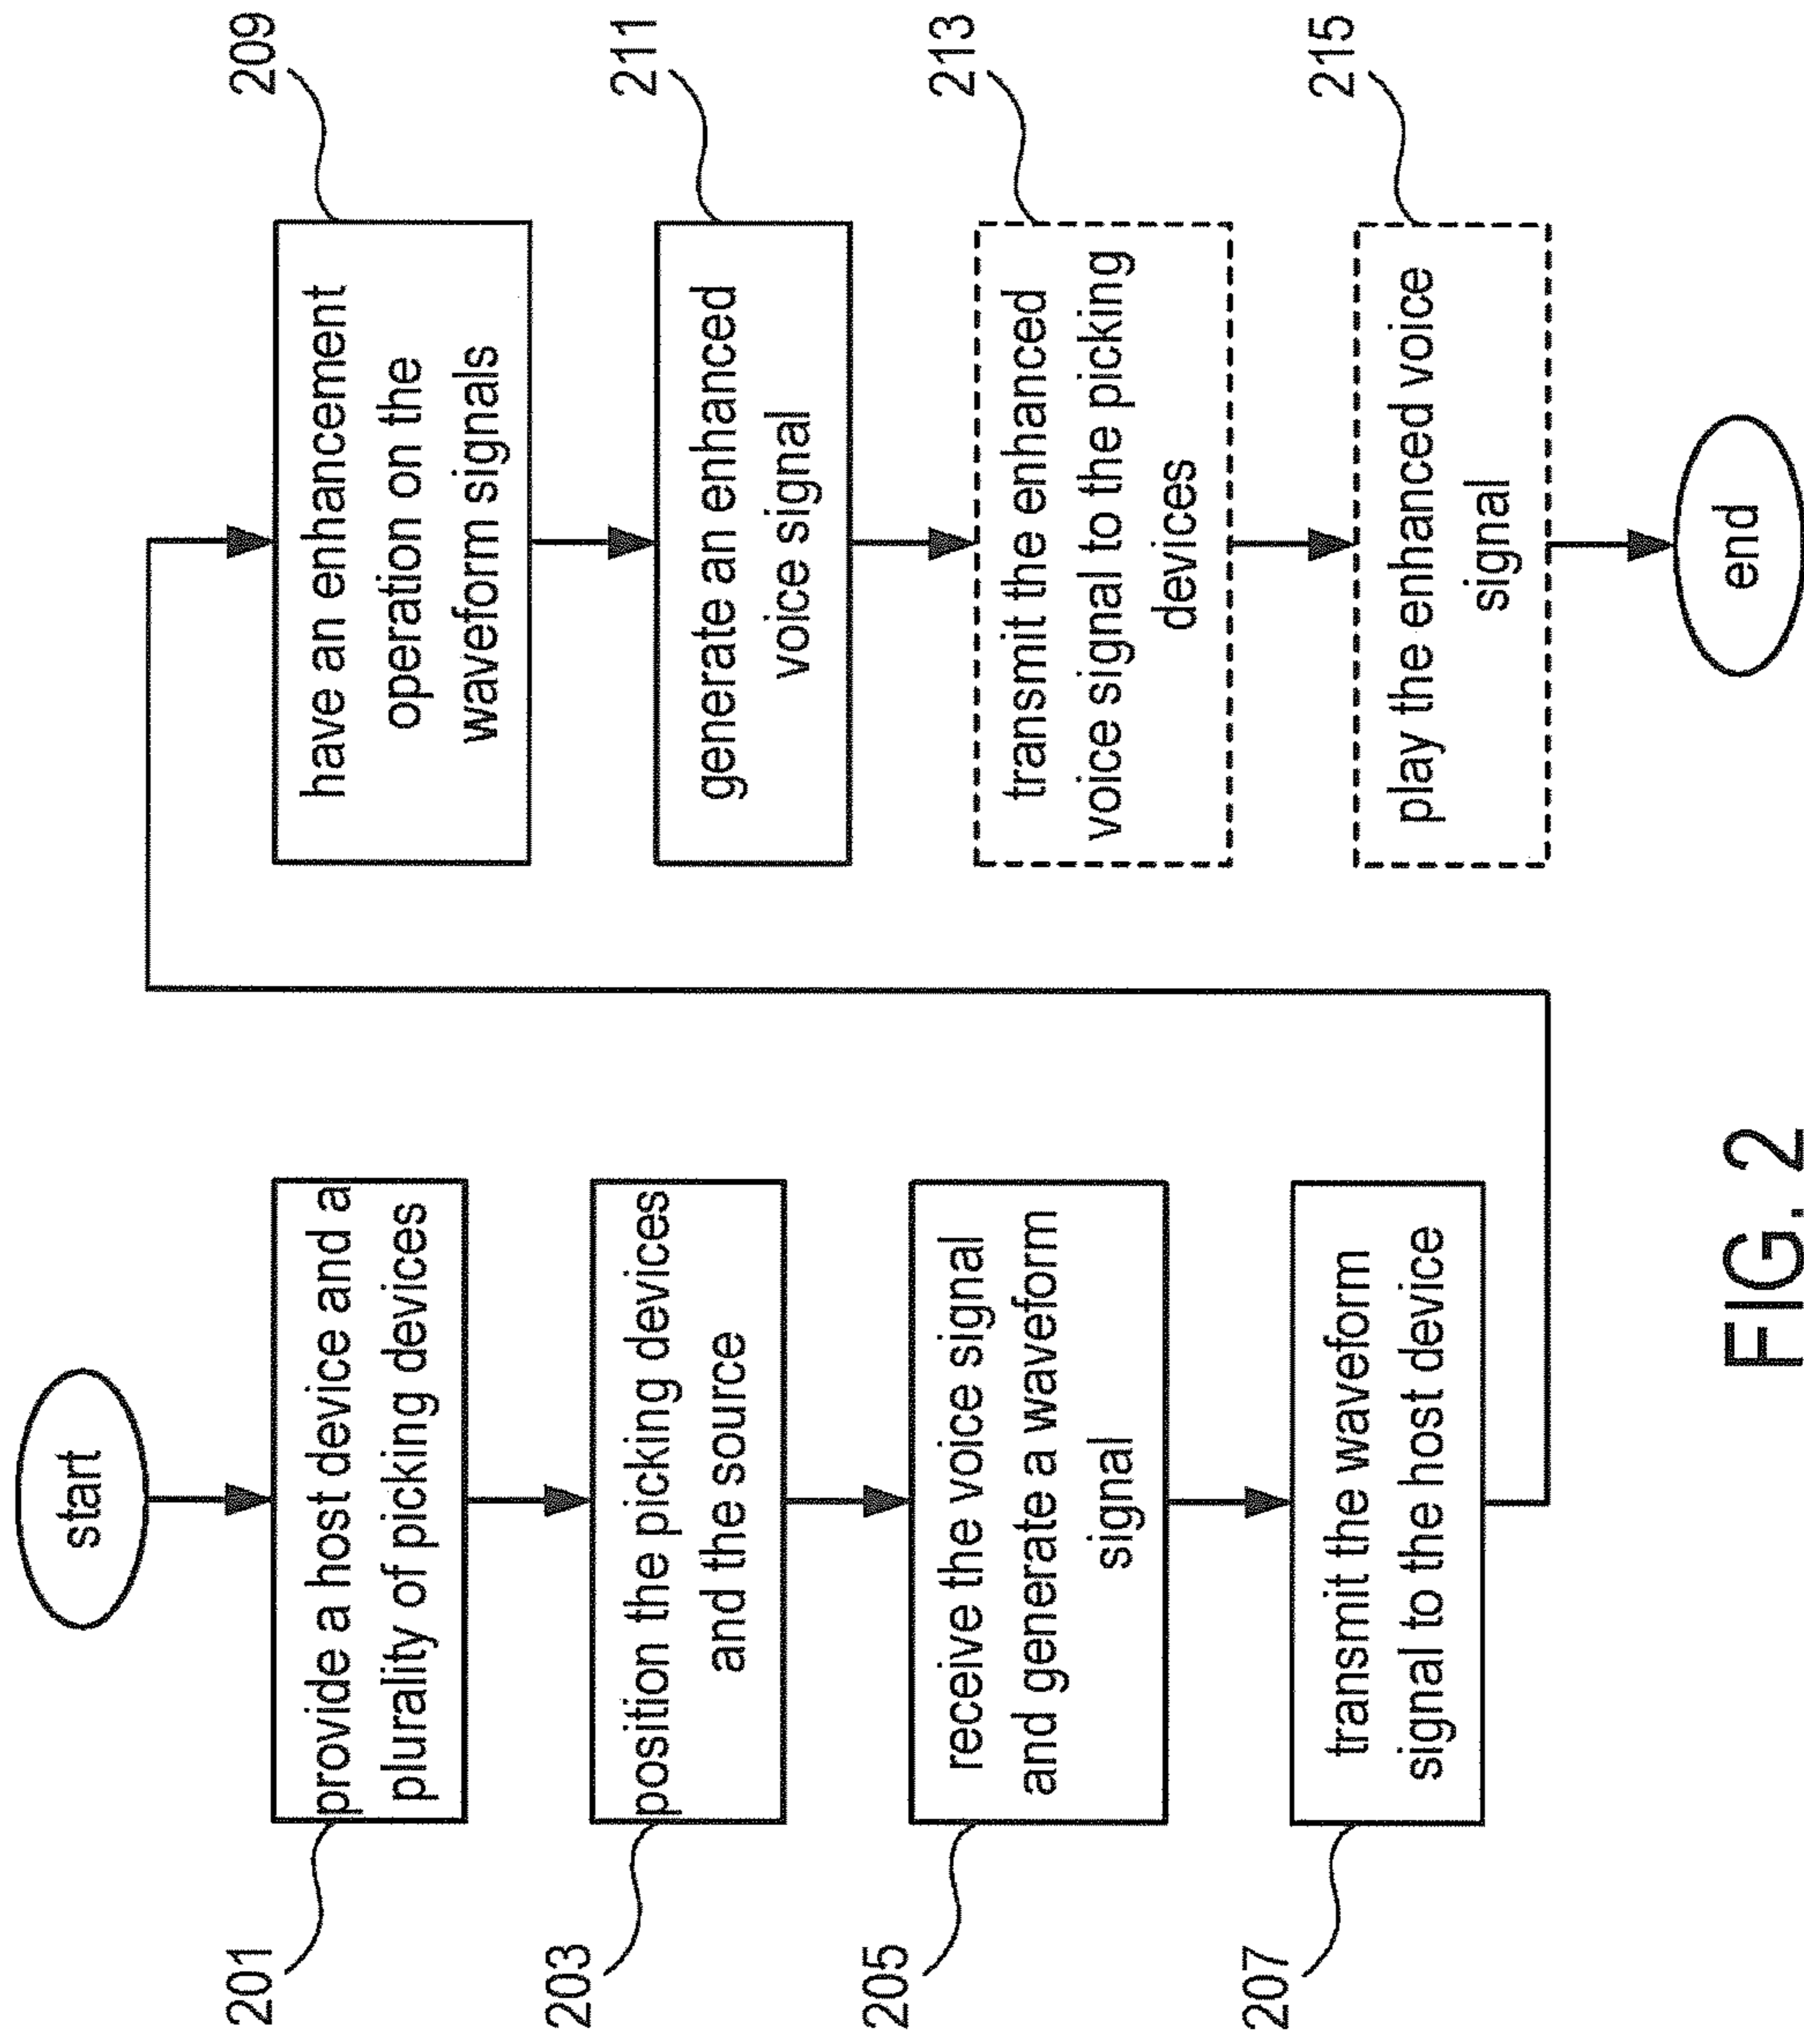 start
201
provide a host device and a
plurality of picking devices
203
position the picking devices
and the source
205
receive the voice signal
and generate a waveform
signal
207
transmit the waveform
signal to the host device
209
have an enhancement
operation on the
waveform signals
211
generate an enhanced
voice signal
213
transmit the enhanced
voice signal to the picking
devices
215
play the enhanced voice
signal
end
FIG. 2